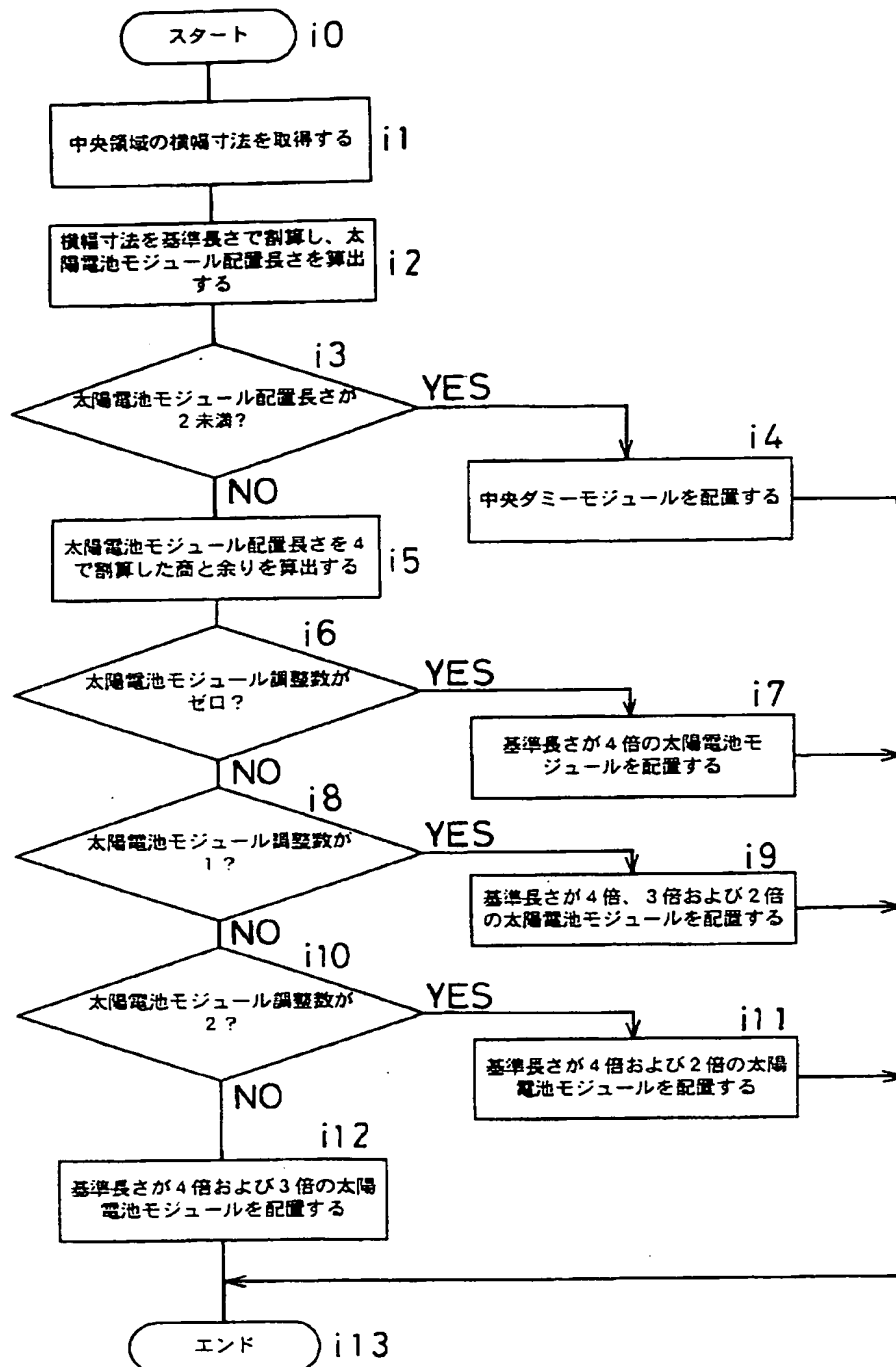 スタート
i0
中央領域の横幅寸法を取得する
i1
横幅寸法を基準長さで割算し、太
陽電池モジュール配置長さを算出
する
i2
i3
太陽電池モジュール配置長さが
2未満?
YES
NO
i4
中央ダミーモジュールを配置する
太陽電池モジュール配置長さを4
で割算した商と余りを算出する
i5
i6
太陽電池モジュール調整数が
ゼロ?
YES
NO
i7
基準長さが4倍の太陽電池モ
ジュールを配置する
i8
太陽電池モジュール調整数が
1?
YES
NO
i9
基準長さが4倍、3倍および2倍
の太陽電池モジュールを配置する
i10
太陽電池モジュール調整数が
2?
YES
NO
i11
基準長さが4倍および2倍の太陽
電池モジュールを配置する
i12
基準長さが4倍および3倍の太陽
電池モジュールを配置する
エンド
i13